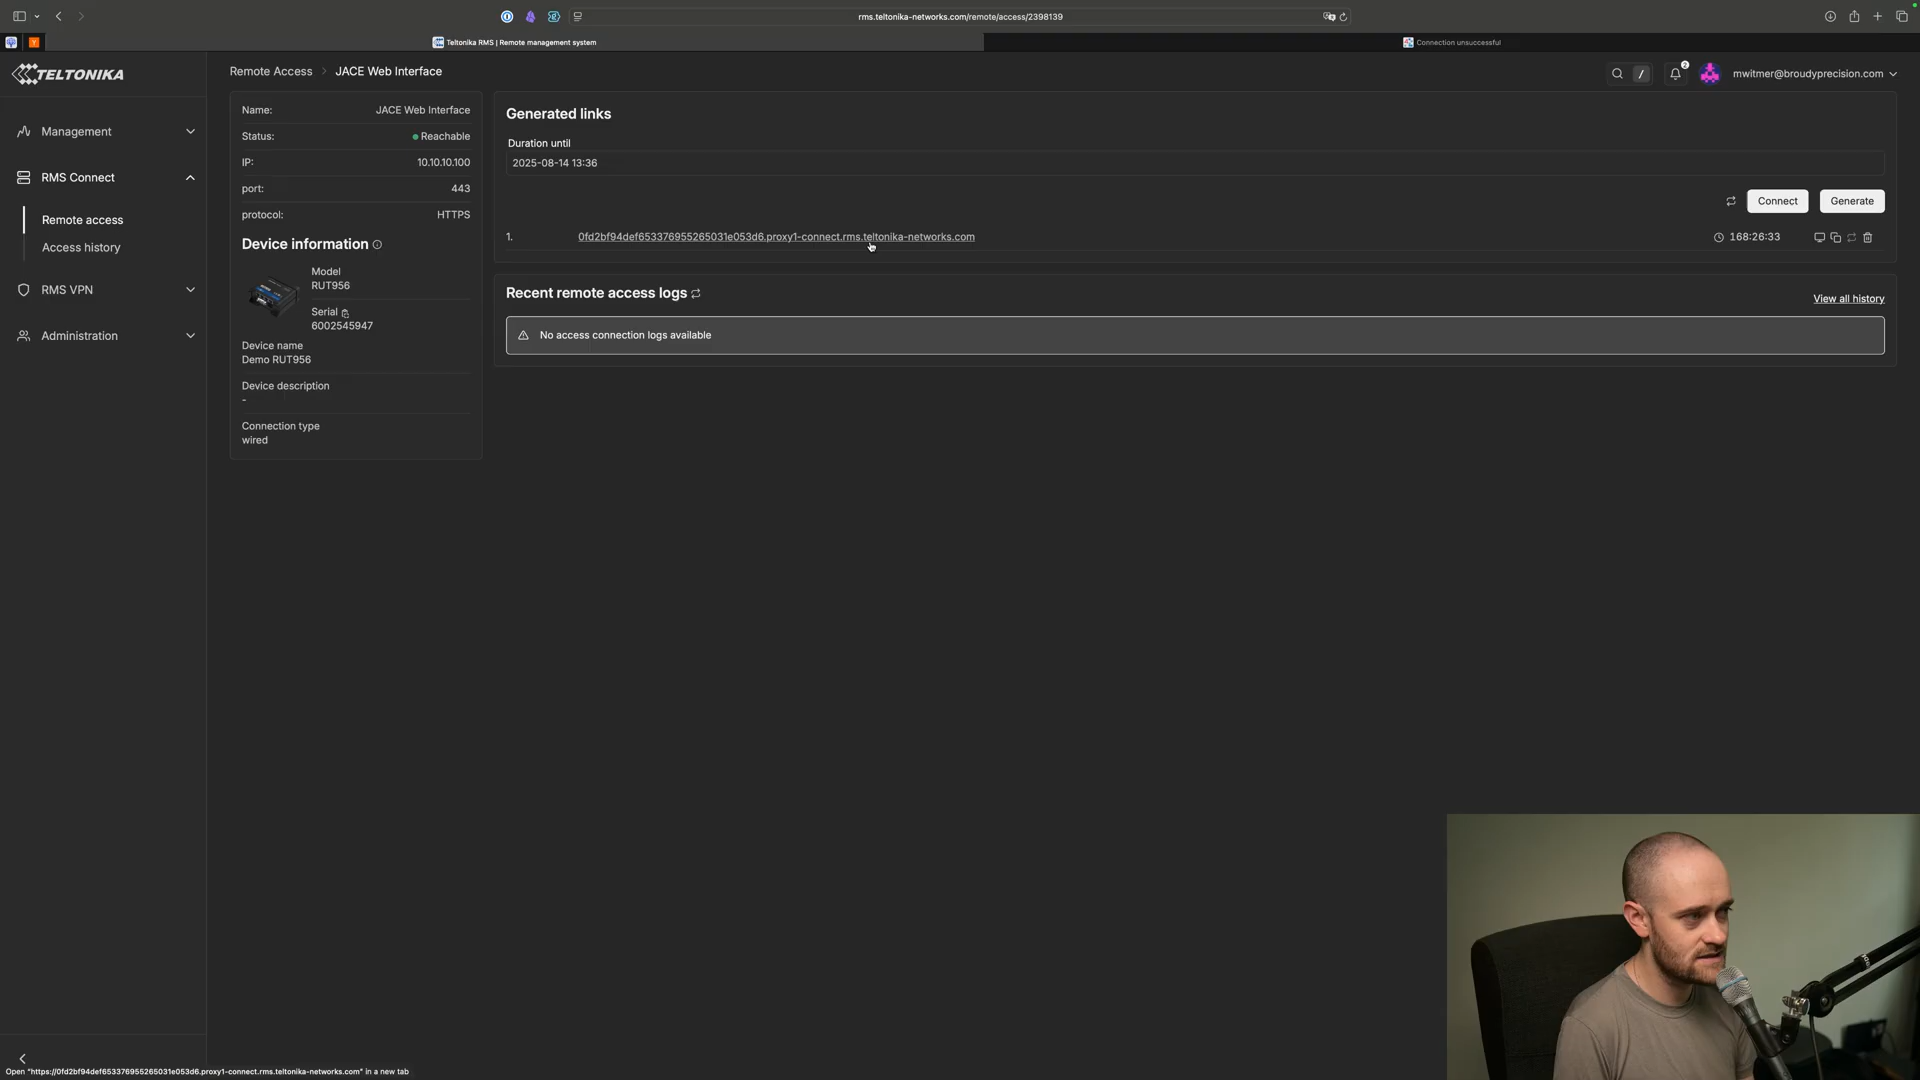 rms.teltonika-networks.com/remote/access/2398139
Teltonika RMS | Remote management system
Connection unsuccessful
TELTONIKA
Remote Access > JACE Web Interface
/
2
mwitmer@broudyprecision.com
Management
RMS Connect
Remote access
Access history
RMS VPN
Administration
Name: JACE Web Interface
Status: Reachable
IP: 10.10.10.100
port: 443
protocol: HTTPS
Device information
Model
RUT956
Serial
6002545947
Device name
Demo RUT956
Device description
-
Connection type
wired
Generated links
Duration until
2025-08-14 13:36
Connect
Generate
1. 0fd2bf94def653376955265031e053d6.proxy1-connect.rms.teltonika-networks.com 168:26:33
Recent remote access logs
View all history
No access connection logs available
Open "https://0fd2bf94def653376955265031e053d6.proxy1-connect.rms.teltonika-networks.com" in a new tab